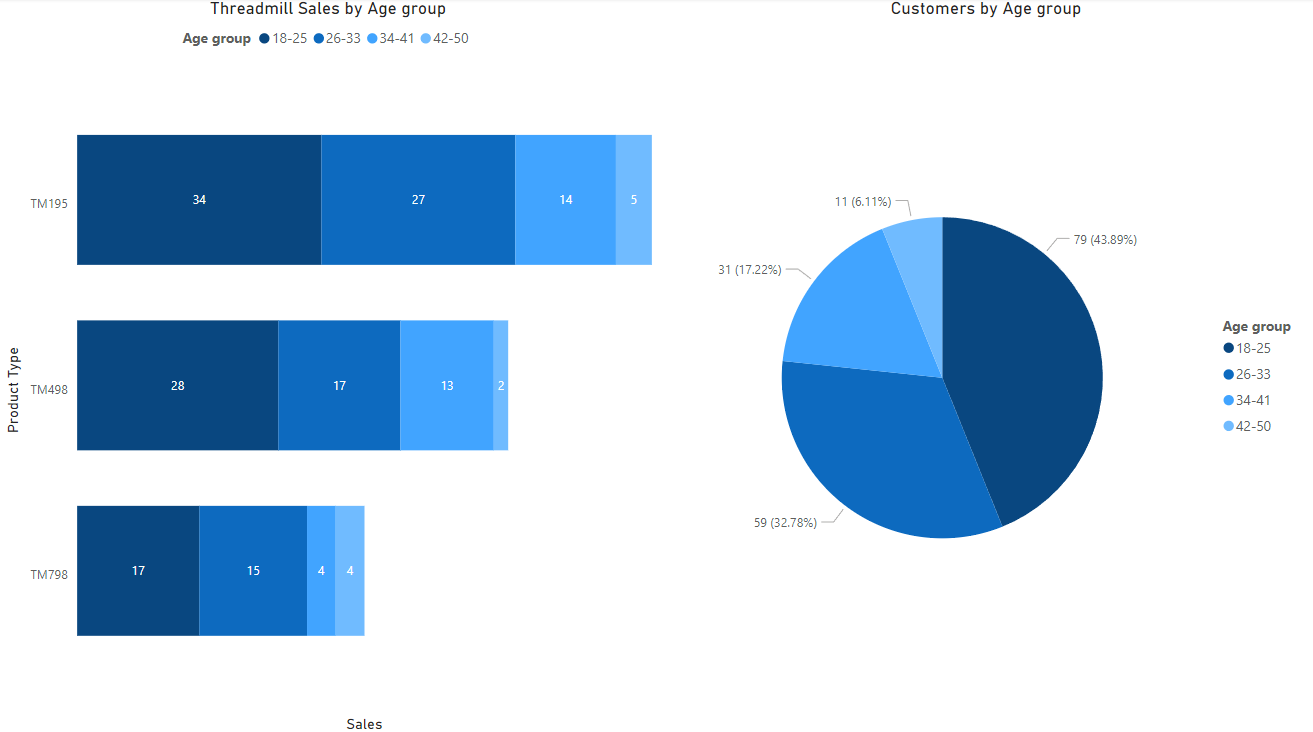 Threadmill Sales by Age group
Age group 18-25 26-33 34-41 42-50
Product Type
TM195 34 27 14 5
TM498 28 17 13 2
TM798 17 15 4 4
Sales
Customers by Age group
11 (6.11%)
79 (43.89%)
31 (17.22%)
59 (32.78%)
Age group
18-25
26-33
34-41
42-50